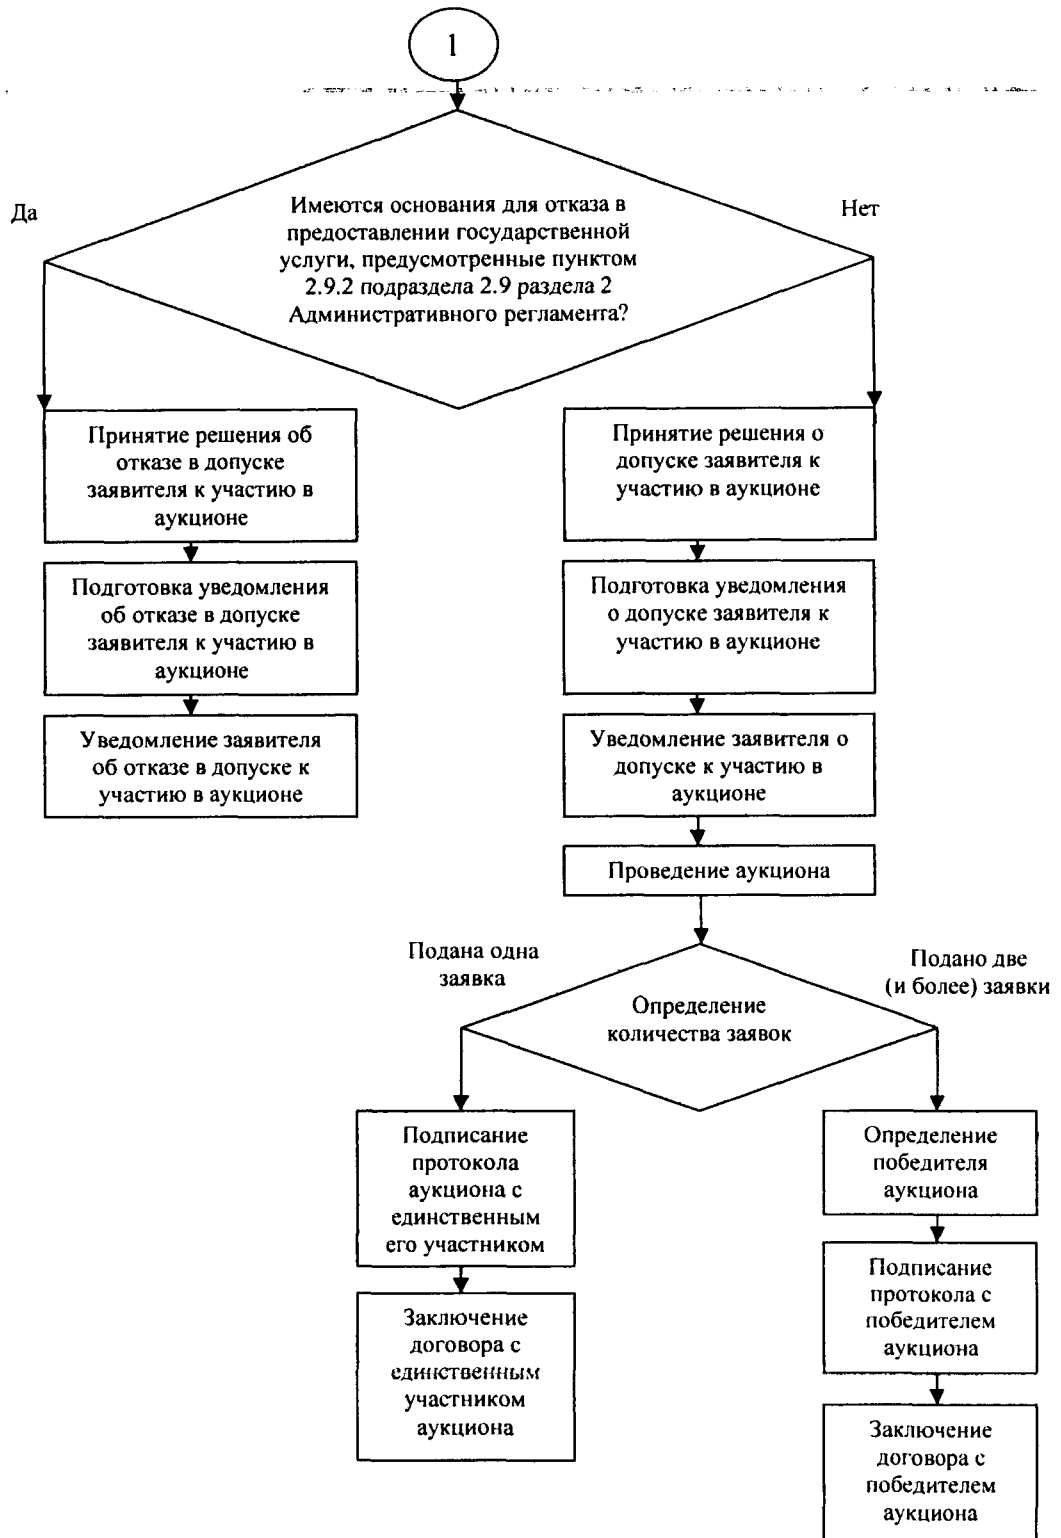 1
Да
Имеются основания для отказа в
предоставлении государственной
услуги, предусмотренные пунктом
2.9.2 подраздела 2.9 раздела 2
Административного регламента?
Нет
Принятие решения об
отказе в допуске
заявителя к участию в
аукционе
Принятие решения о
допуске заявителя к
участию в аукционе
Подготовка уведомления
об отказе в допуске
заявителя к участию в
аукционе
Подготовка уведомления
о допуске заявителя к
участию в аукционе
Уведомление заявителя
об отказе в допуске к
участию в аукционе
Уведомление заявителя о
допуске к участию в
аукционе
Проведение аукциона
Подана одна
заявка
Подано две
(и более) заявки
Определение
количества заявок
Подписание
протокола
аукциона с
единственным
его участником
Определение
победителя
аукциона
Заключение
договора с
единственным
участником
аукциона
Подписание
протокола с
победителем
аукциона
Заключение
договора с
победителем
аукциона